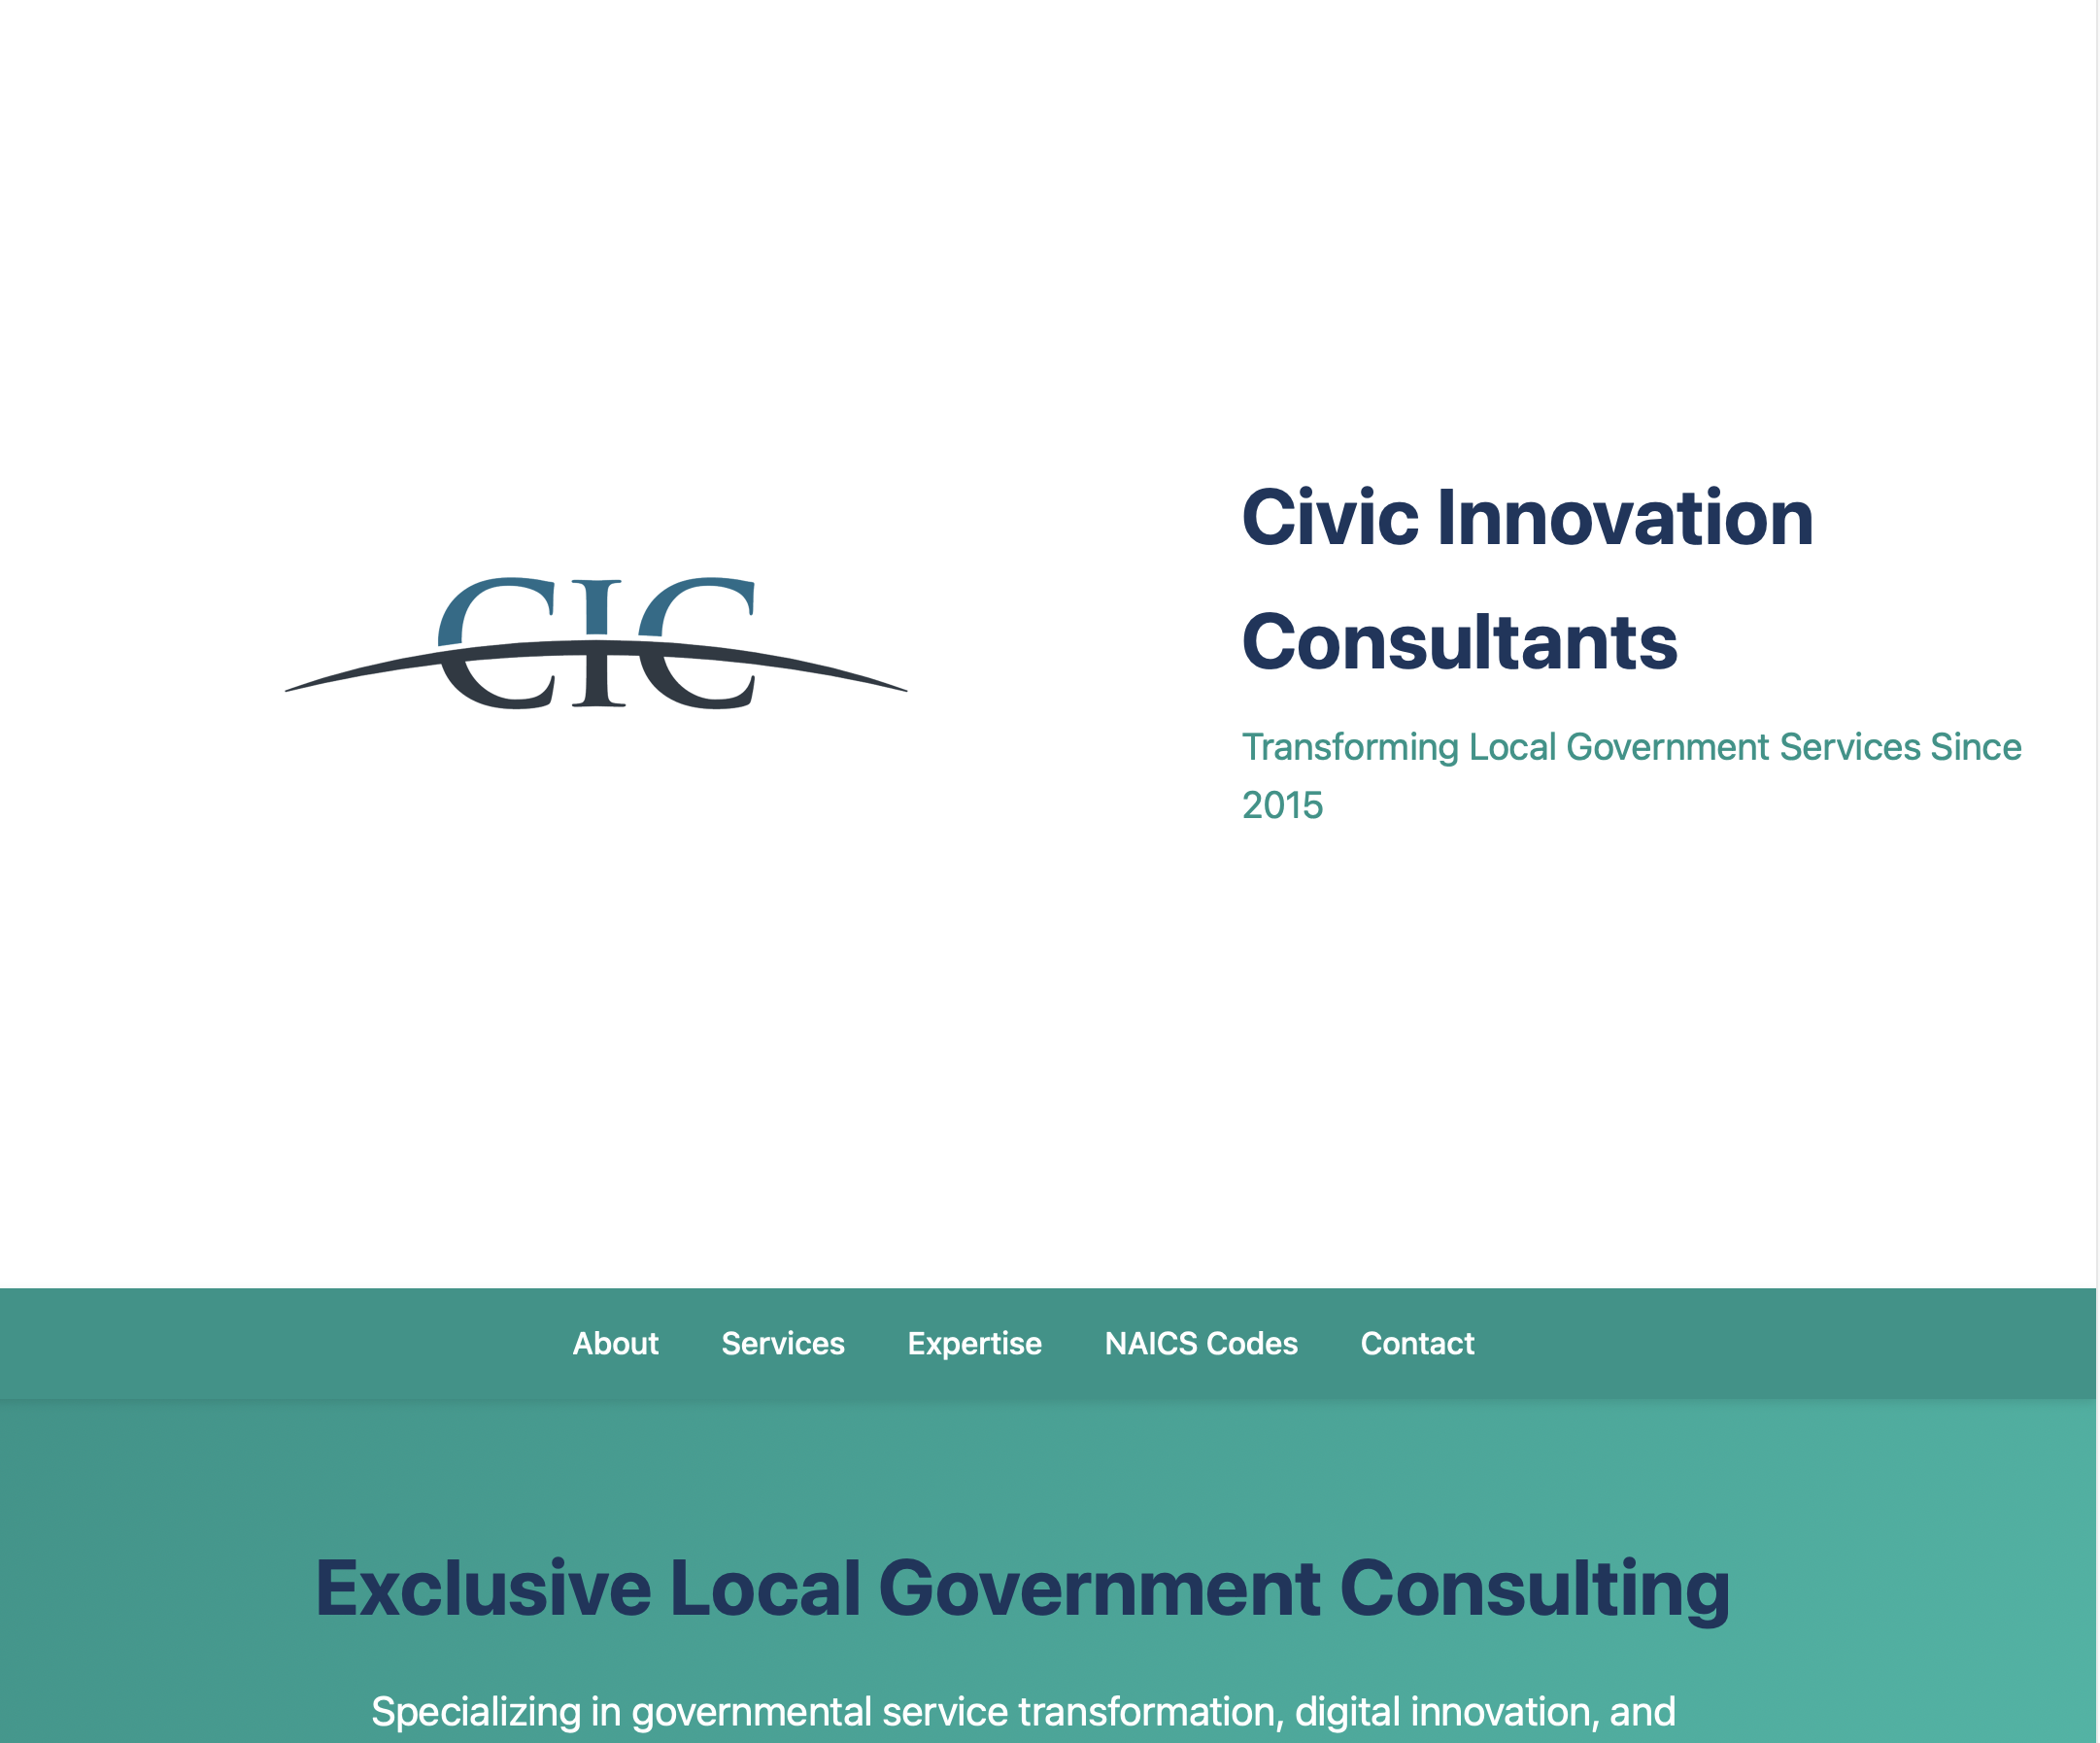 CIC
Civic Innovation
Consultants
Transforming Local Government Services Since
2015
About Services Expertise NAICS Codes Contact
Exclusive Local Government Consulting
Specializing in governmental service transformation, digital innovation, and